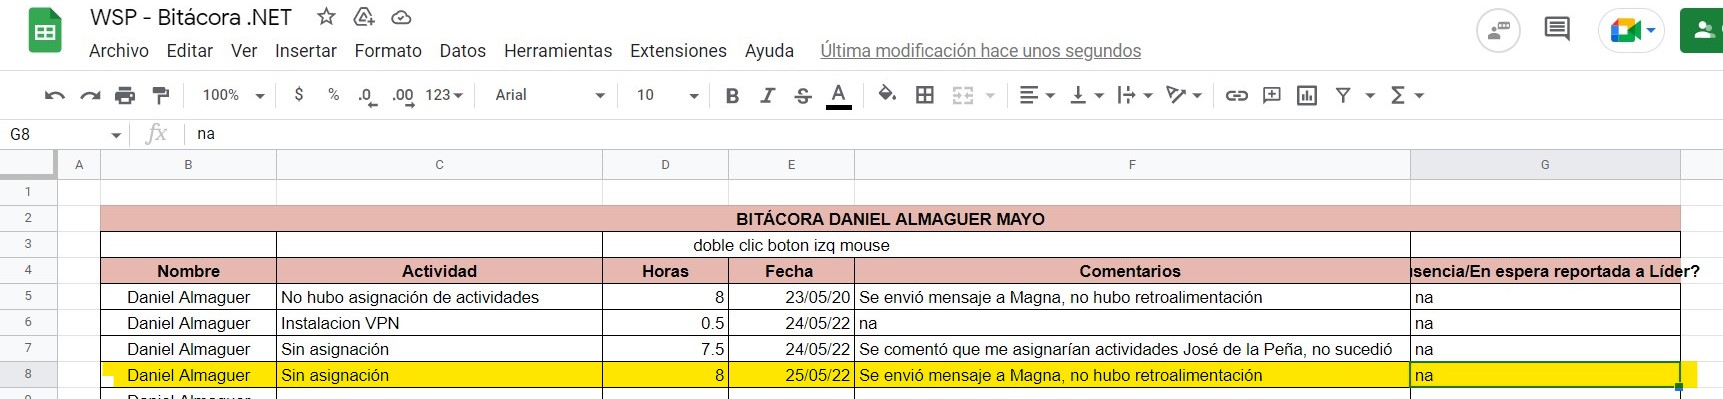 WSP - Bitácora .NET
Archivo Editar Ver Insertar Formato Datos Herramientas Extensiones Ayuda Última modificación hace unos segundos
100% $ % .0 .00 123 Arial 10 B I S A Σ
G8 fx na
A B C D E F G
1
2 BITÁCORA DANIEL ALMAGUER MAYO
3 doble clic boton izq mouse
4 Nombre Actividad Horas Fecha Comentarios usencia/En espera reportada a Líder?
5 Daniel Almaguer No hubo asignación de actividades 8 23/05/20 Se envió mensaje a Magna, no hubo retroalimentación na
6 Daniel Almaguer Instalacion VPN 0.5 24/05/22 na na
7 Daniel Almaguer Sin asignación 7.5 24/05/22 Se comentó que me asignarían actividades José de la Peña, no sucedió na
8 Daniel Almaguer Sin asignación 8 25/05/22 Se envió mensaje a Magna, no hubo retroalimentación na